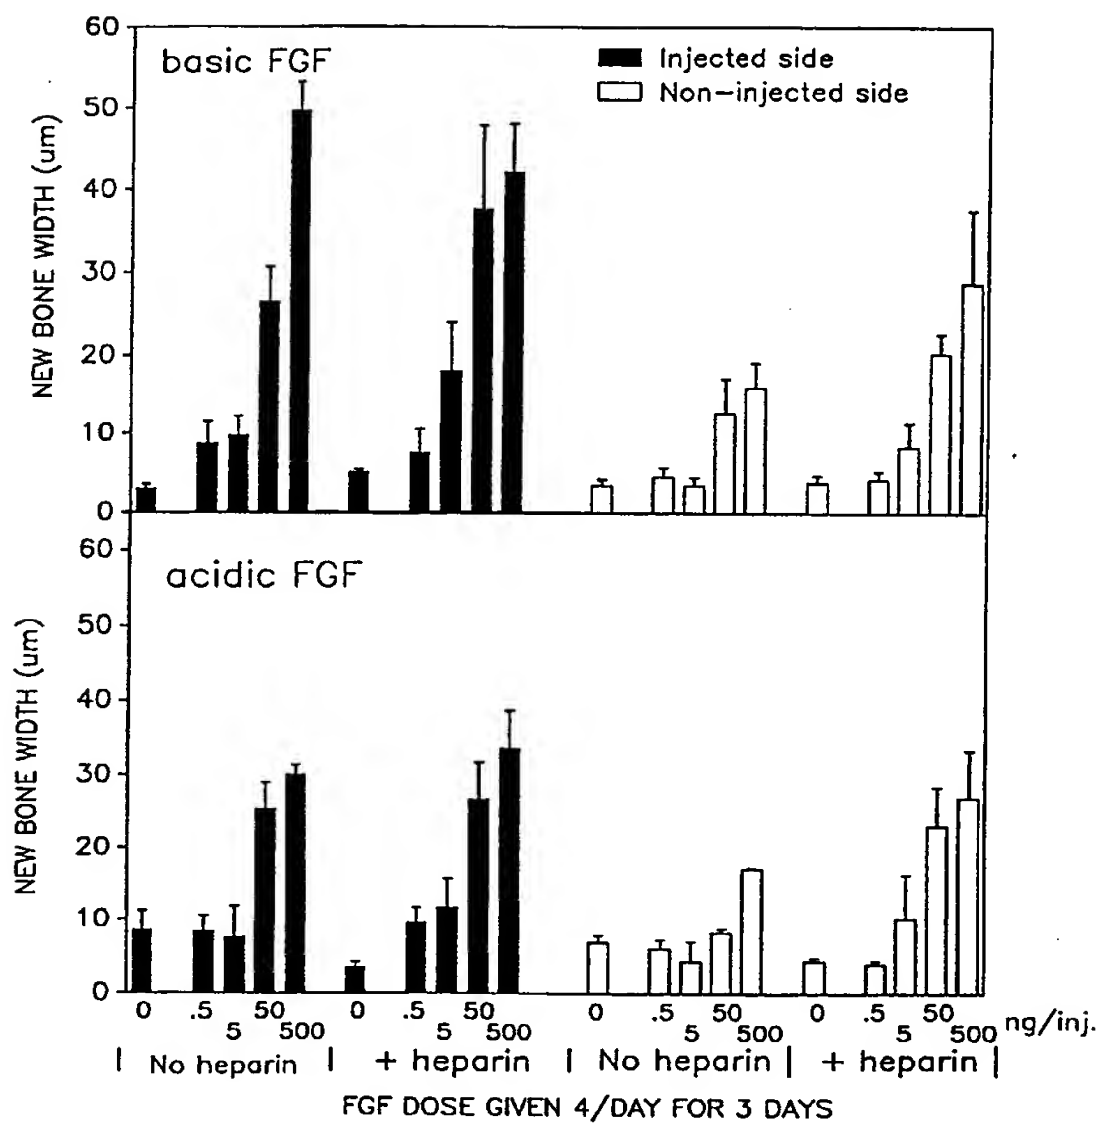 60
basic FGF
Injected side
Non-injected side
50
40
30
20
10
0
NEW BONE WIDTH (um)
60
acidic FGF
50
40
30
20
10
0
NEW BONE WIDTH (um)
0 .5 50 0 .5 50 0 .5 50 0 .5 50
5 500 5 500 5 500 5 500 ng/inj.
| No heparin | + heparin | No heparin | + heparin |
FGF DOSE GIVEN 4/DAY FOR 3 DAYS